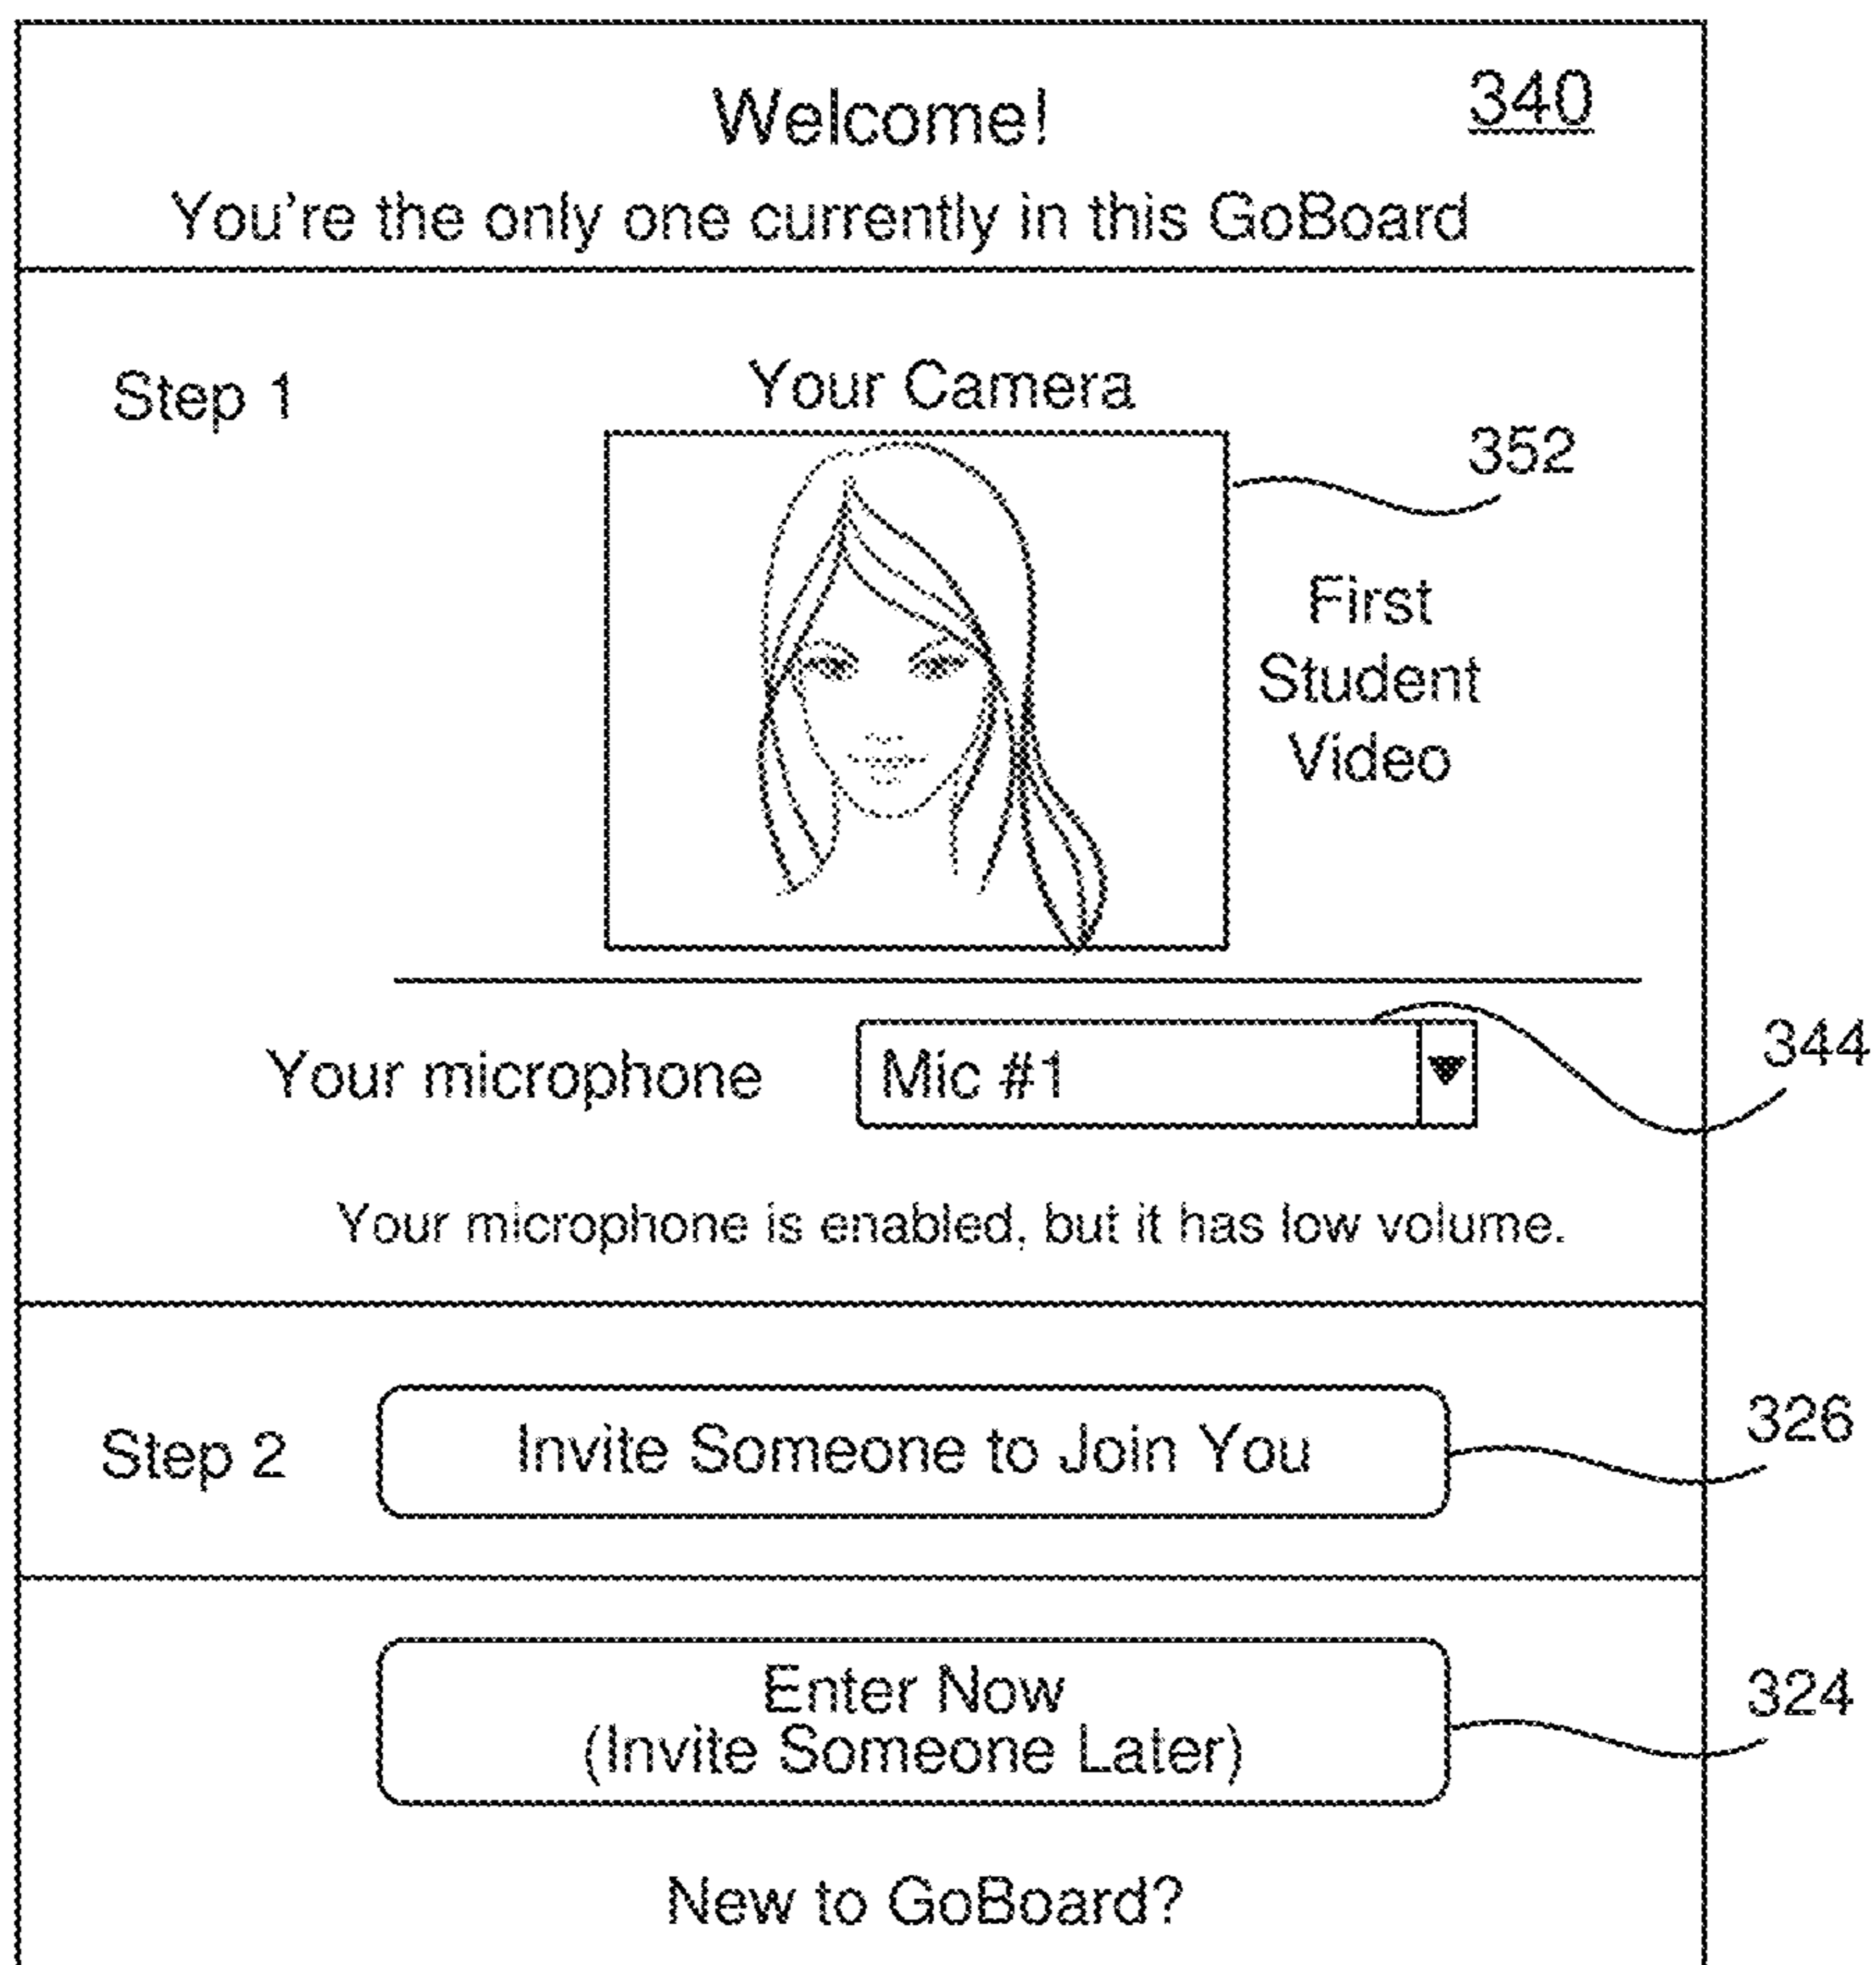 Welcome!
340
You're the only one currently in this GoBoard
Step 1
Your Camera
352
First
Student
Video
Your microphone
Mic #1
344
Your microphone is enabled, but it has low volume.
Step 2
Invite Someone to Join You
326
Enter Now
(Invite Someone Later)
324
New to GoBoard?